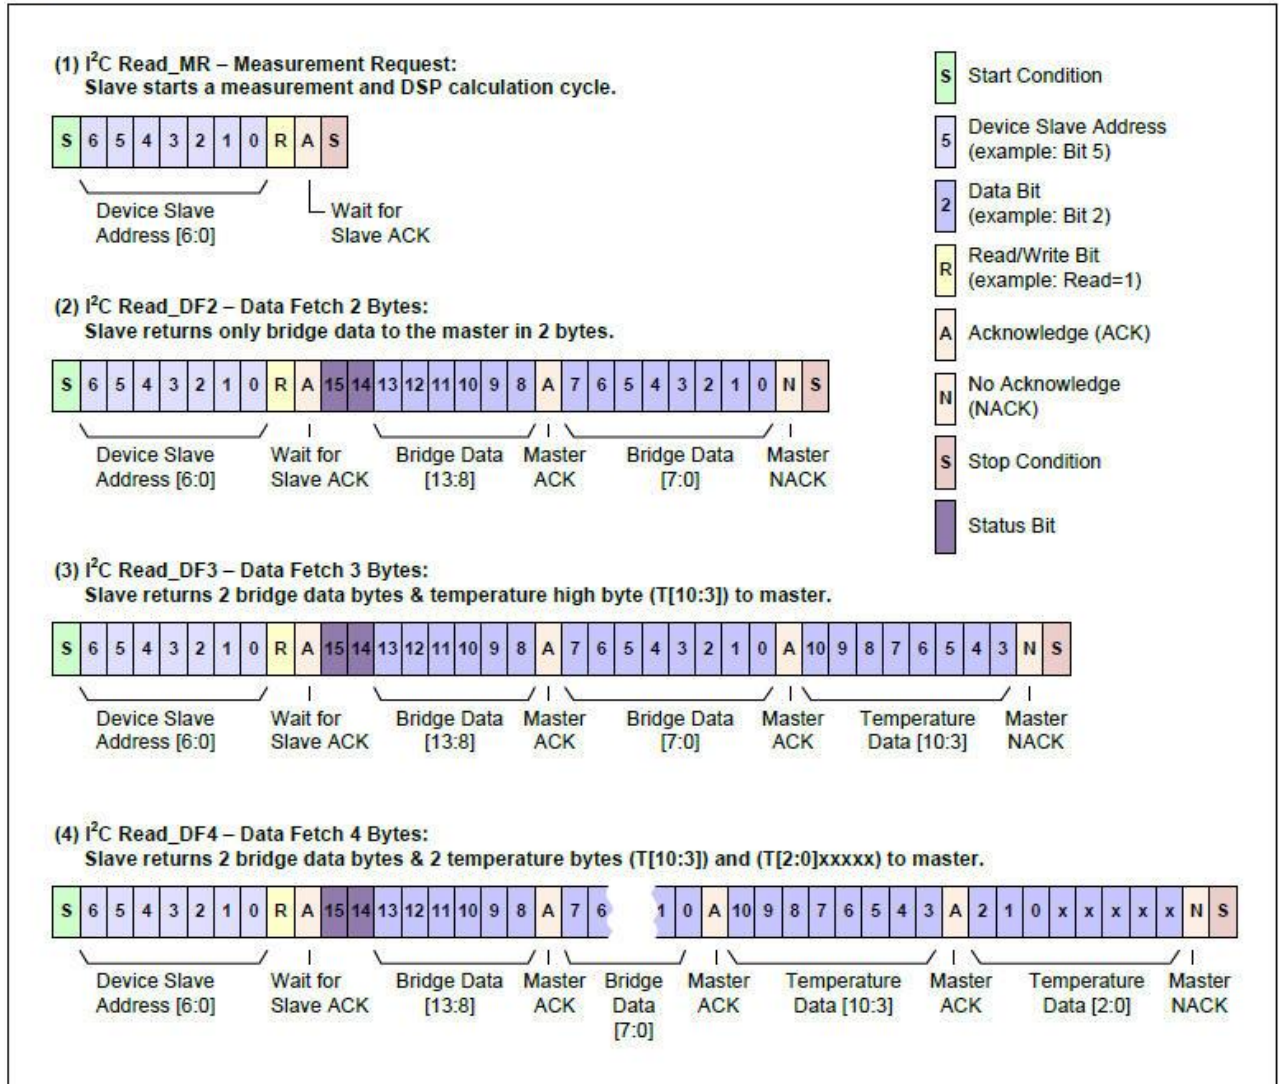 (1) I²C Read_MR – Measurement Request:
Slave starts a measurement and DSP calculation cycle.
S 6 5 4 3 2 1 0 R A S
Device Slave
Address [6:0]
Wait for
Slave ACK
(2) I²C Read_DF2 – Data Fetch 2 Bytes:
Slave returns only bridge data to the master in 2 bytes.
S 6 5 4 3 2 1 0 R A 15 14 13 12 11 10 9 8 A 7 6 5 4 3 2 1 0 N S
Device Slave
Address [6:0]
Wait for
Slave ACK
Bridge Data
[13:8]
Master
ACK
Bridge Data
[7:0]
Master
NACK
(3) I²C Read_DF3 – Data Fetch 3 Bytes:
Slave returns 2 bridge data bytes & temperature high byte (T[10:3]) to master.
S 6 5 4 3 2 1 0 R A 15 14 13 12 11 10 9 8 A 7 6 5 4 3 2 1 0 A 10 9 8 7 6 5 4 3 N S
Device Slave
Address [6:0]
Wait for
Slave ACK
Bridge Data
[13:8]
Master
ACK
Bridge Data
[7:0]
Master
ACK
Temperature
Data [10:3]
Master
NACK
(4) I²C Read_DF4 – Data Fetch 4 Bytes:
Slave returns 2 bridge data bytes & 2 temperature bytes (T[10:3]) and (T[2:0]xxxxx) to master.
S 6 5 4 3 2 1 0 R A 15 14 13 12 11 10 9 8 A 7 6 1 0 A 10 9 8 7 6 5 4 3 A 2 1 0 x x x x x N S
Device Slave
Address [6:0]
Wait for
Slave ACK
Bridge Data
[13:8]
Master
ACK
Bridge
Data
[7:0]
Master
ACK
Temperature
Data [10:3]
Master
ACK
Temperature
Data [2:0]
Master
NACK
S Start Condition
5 Device Slave Address
(example: Bit 5)
2 Data Bit
(example: Bit 2)
R Read/Write Bit
(example: Read=1)
A Acknowledge (ACK)
N No Acknowledge
(NACK)
S Stop Condition
Status Bit